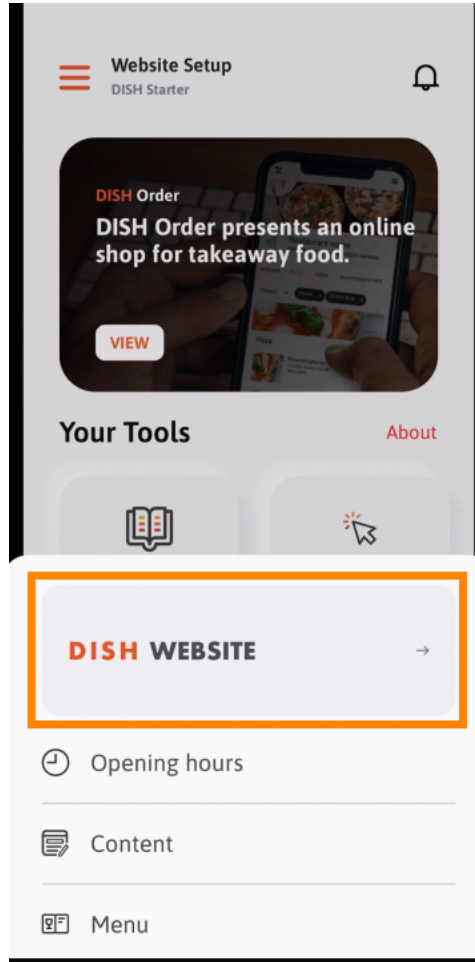 Website Setup
DISH Starter
DISH Order
DISH Order presents an online
shop for takeaway food.
VIEW
Your Tools
About
DISH WEBSITE
Opening hours
Content
Menu